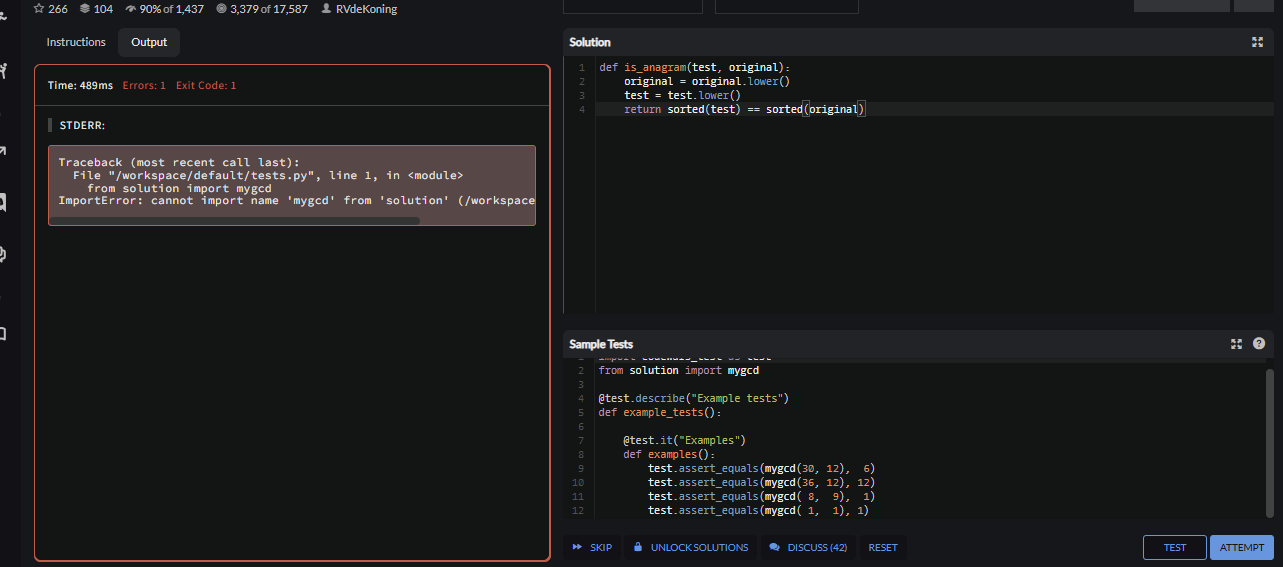 266 104 90% of 1,437 3,379 of 17,587 RVdeKoning
Instructions Output
Time: 489ms Errors: 1 Exit Code: 1
STDERR:
Traceback (most recent call last):
File "/workspace/default/tests.py", line 1, in <module>
from solution import mygcd
ImportError: cannot import name 'mygcd' from 'solution' (/workspace
Solution
1 def is_anagram(test, original):
2 original = original.lower()
3 test = test.lower()
4 return sorted(test) == sorted(original)
Sample Tests
2 from solution import mygcd
3
4 @test.describe("Example tests")
5 def example_tests():
6
7 @test.it("Examples")
8 def examples():
9 test.assert_equals(mygcd(30, 12), 6)
10 test.assert_equals(mygcd(36, 12), 12)
11 test.assert_equals(mygcd( 8, 9), 1)
12 test.assert_equals(mygcd( 1, 1), 1)
SKIP UNLOCK SOLUTIONS DISCUSS (42) RESET TEST ATTEMPT